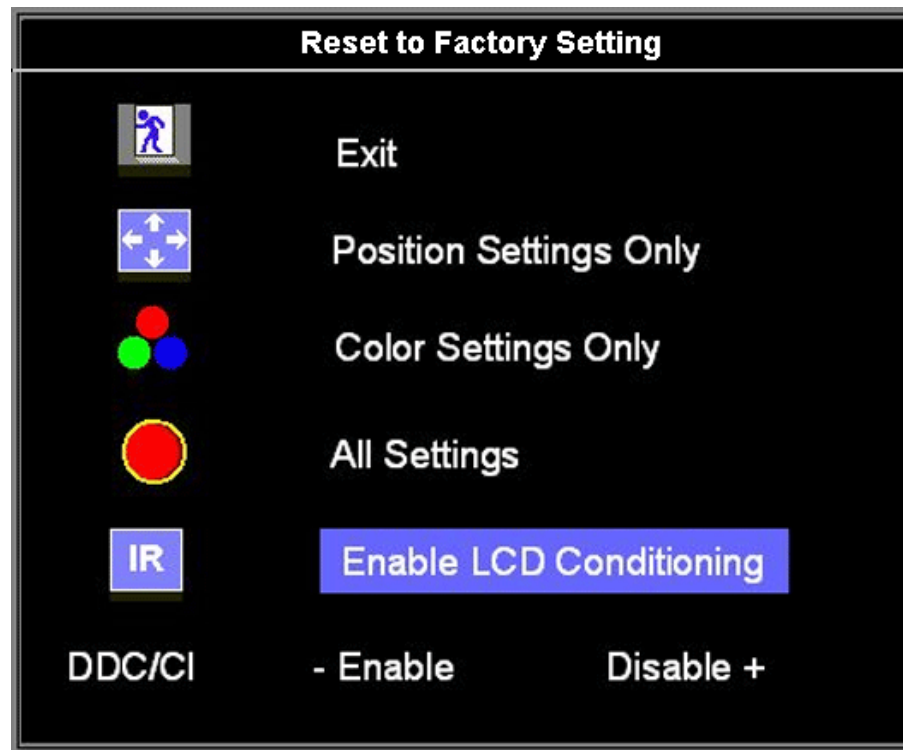 Reset to Factory Setting
Exit
Position Settings Only
Color Settings Only
All Settings
IR Enable LCD Conditioning
DDC/CI - Enable Disable +